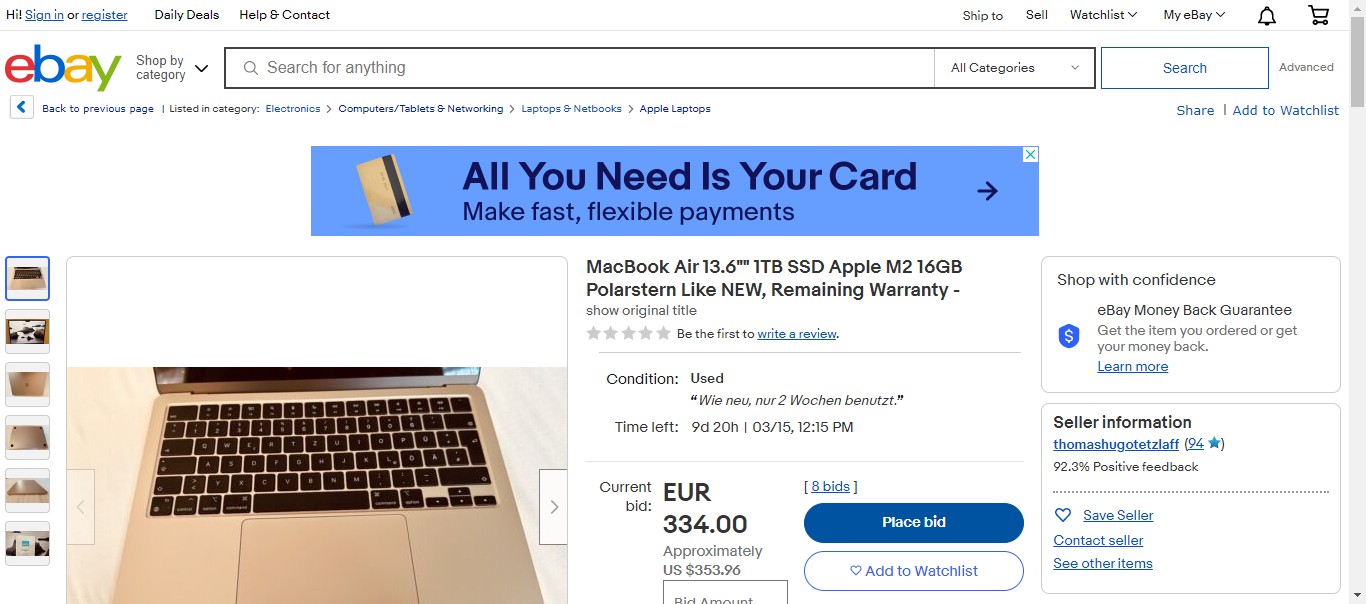 Hi! Sign in or register
Daily Deals
Help & Contact
Ship to
Sell
Watchlist
My eBay
ebay
Shop by
category
Search for anything
All Categories
Search
Advanced
Back to previous page | Listed in category: Electronics > Computers/Tablets & Networking > Laptops & Netbooks > Apple Laptops
Share | Add to Watchlist
All You Need Is Your Card
Make fast, flexible payments
MacBook Air 13.6"" 1TB SSD Apple M2 16GB
Polarstern Like NEW, Remaining Warranty -
show original title
Be the first to write a review.
Condition: Used
“Wie neu, nur 2 Wochen benutzt.”
Time left: 9d 20h | 03/15, 12:15 PM
Current
bid:
EUR
334.00
Approximately
US $353.96
Bid Amount
[ 8 bids ]
Place bid
Add to Watchlist
Shop with confidence
eBay Money Back Guarantee
Get the item you ordered or get
your money back.
Learn more
Seller information
thomashugotetzlaff (94)
92.3% Positive feedback
Save Seller
Contact seller
See other items